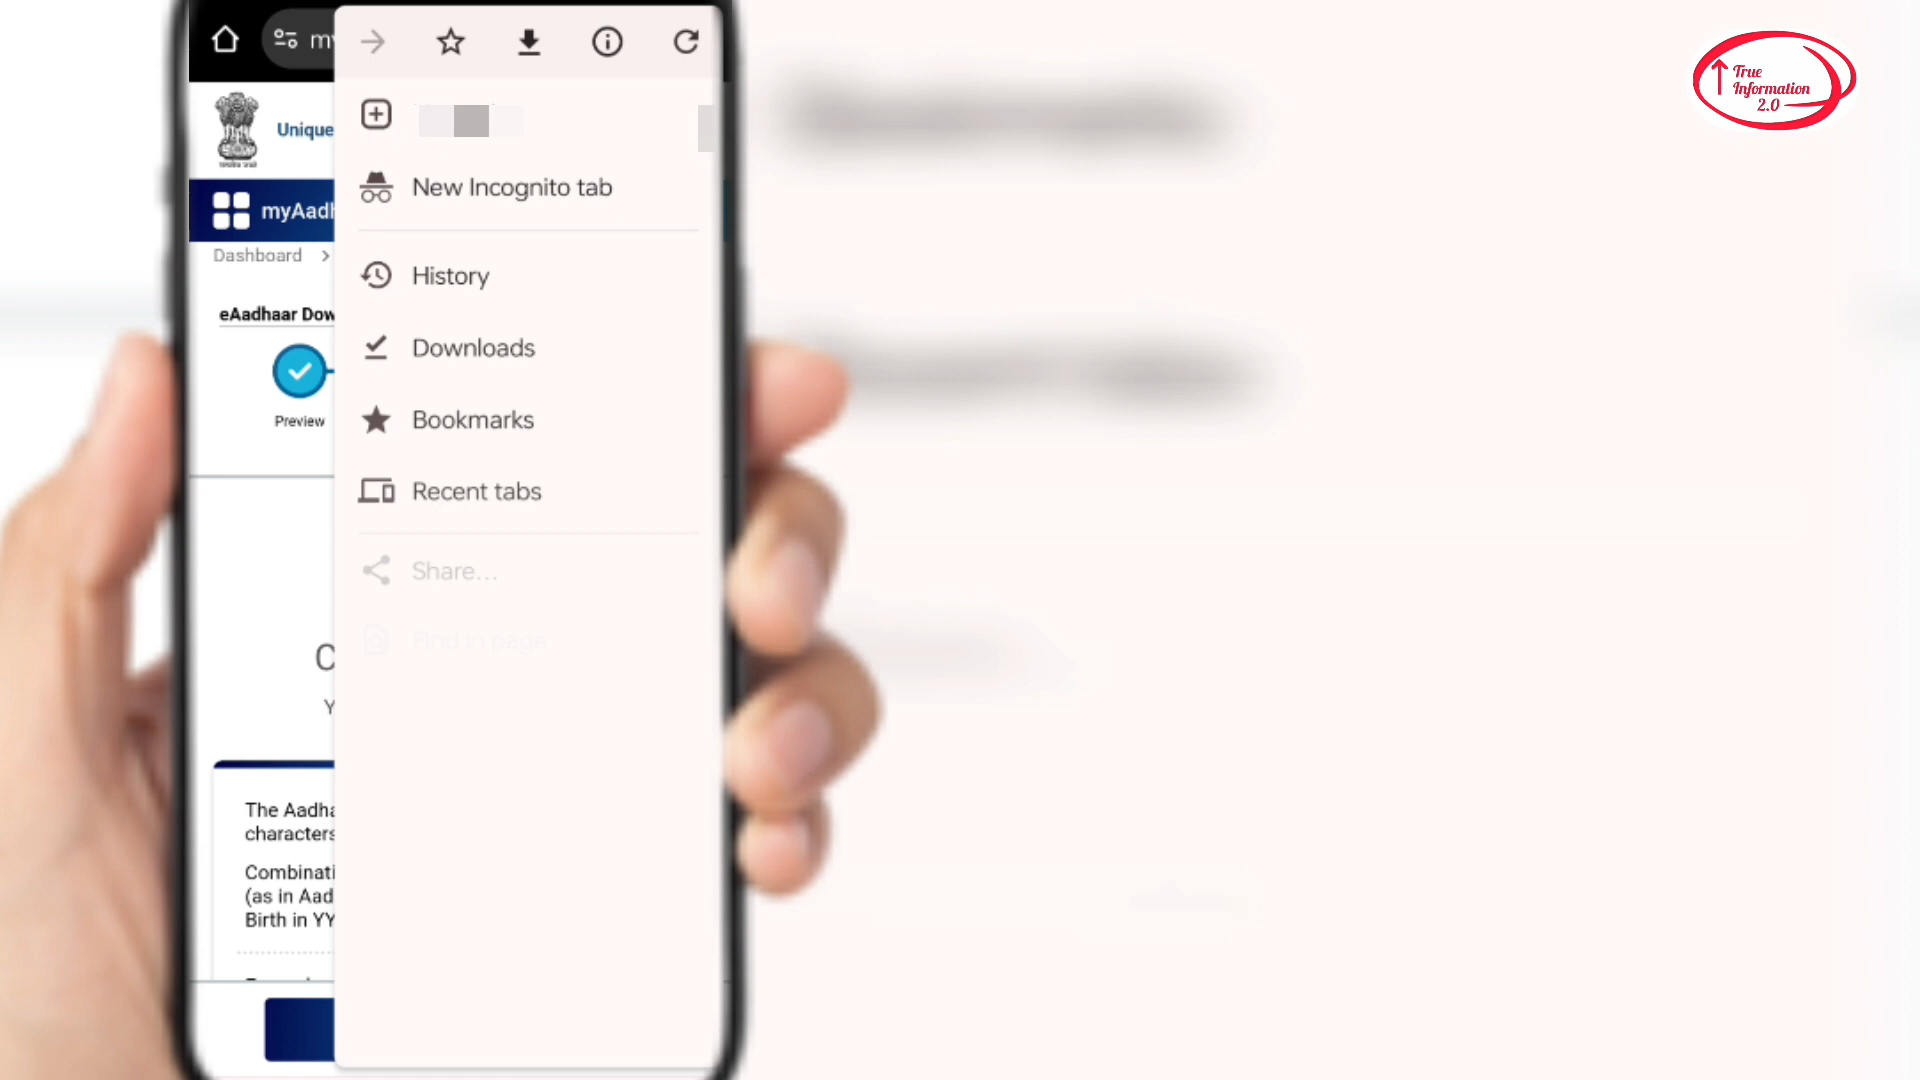 my
True
Information
2.0
Unique
New Incognito tab
myAadh
Dashboard
History
eAadhaar Dow
Downloads
Preview
Bookmarks
Recent tabs
Share...
Find in page
C
Y
The Aadha
characters
Combinati
(as in Aad
Birth in YY